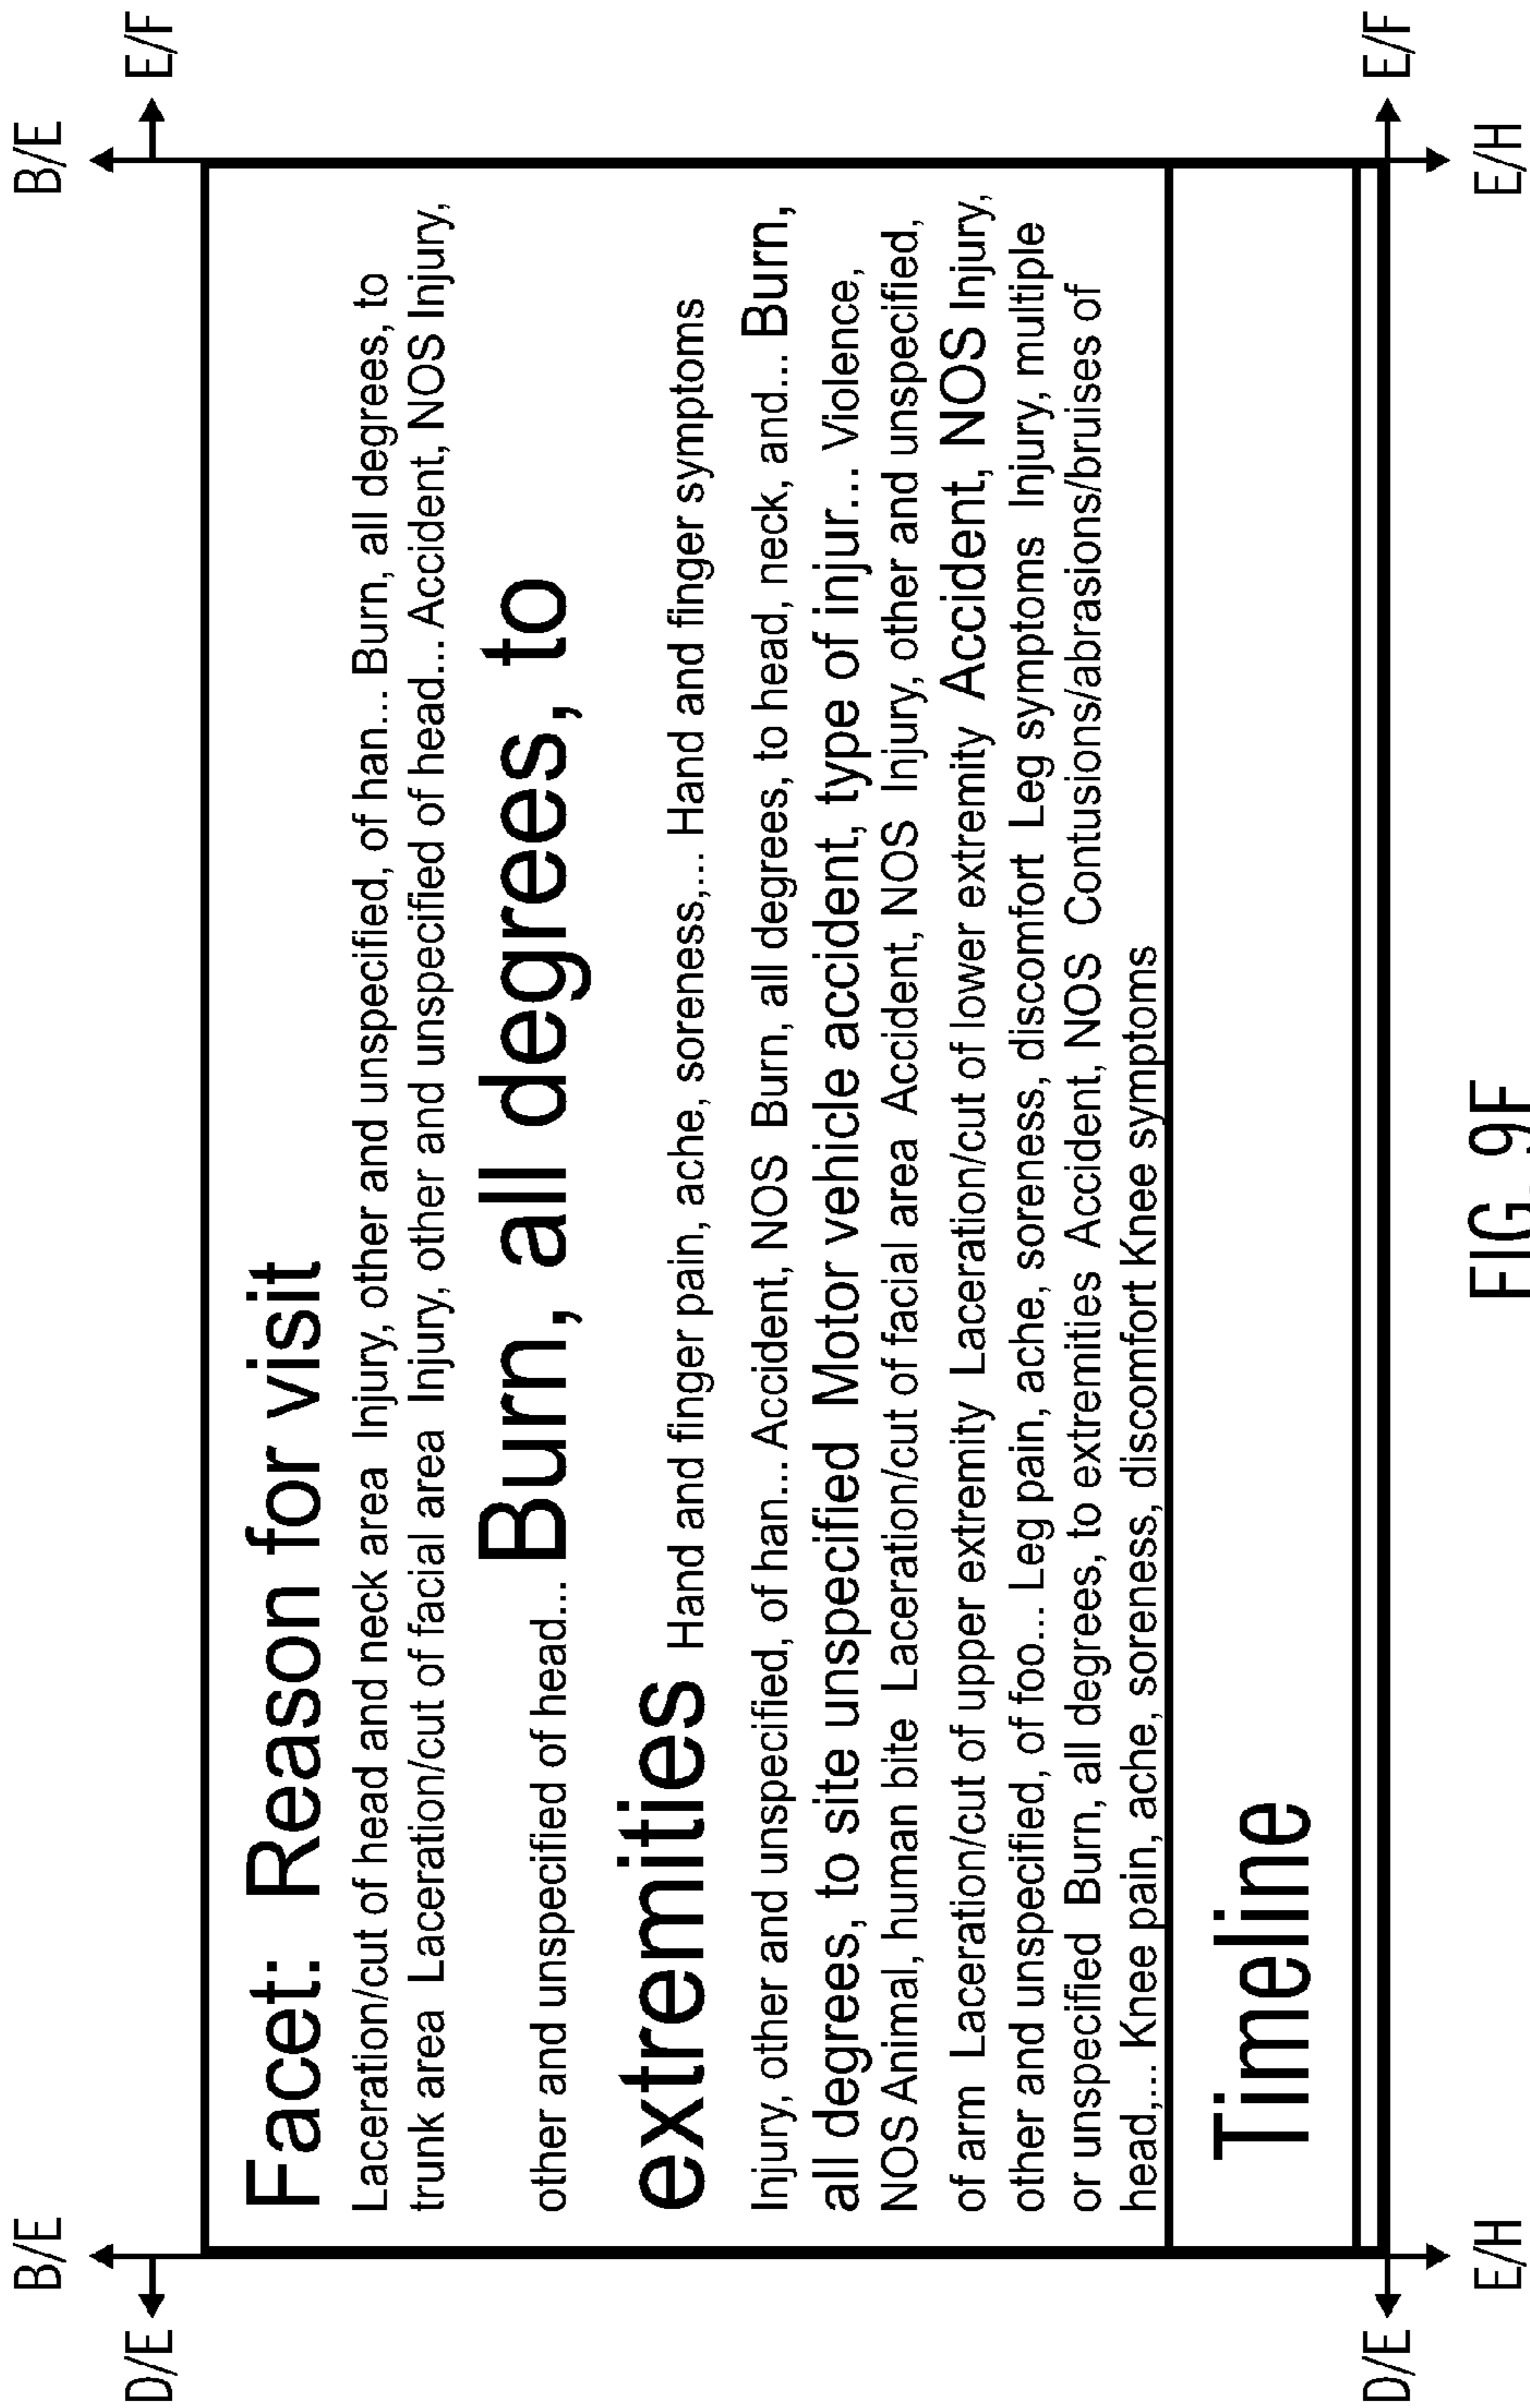 B/E B/E
D/E E/F
Facet: Reason for visit
Laceration/cut of head and neck area Injury, other and unspecified, of han... Burn, all degrees, to
trunk area Laceration/cut of facial area Injury, other and unspecified of head... Accident, NOS Injury,
other and unspecified of head... Burn, all degrees, to
extremities Hand and finger pain, ache, soreness,... Hand and finger symptoms
Injury, other and unspecified, of han... Accident, NOS Burn, all degrees, to head, neck, and... Burn,
all degrees, to site unspecified Motor vehicle accident, type of injur... Violence,
NOS Animal, human bite Laceration/cut of facial area Accident, NOS Injury, other and unspecified,
of arm Laceration/cut of upper extremity Laceration/cut of lower extremity Accident, NOS Injury,
other and unspecified, of foo... Leg pain, ache, soreness, discomfort Leg symptoms Injury, multiple
or unspecified Burn, all degrees, to extremities Accident, NOS Contusions/abrasions/bruises of
head,... Knee pain, ache, soreness, discomfort Knee symptoms
Timeline
D/E E/F
E/H E/H
FIG. 9E